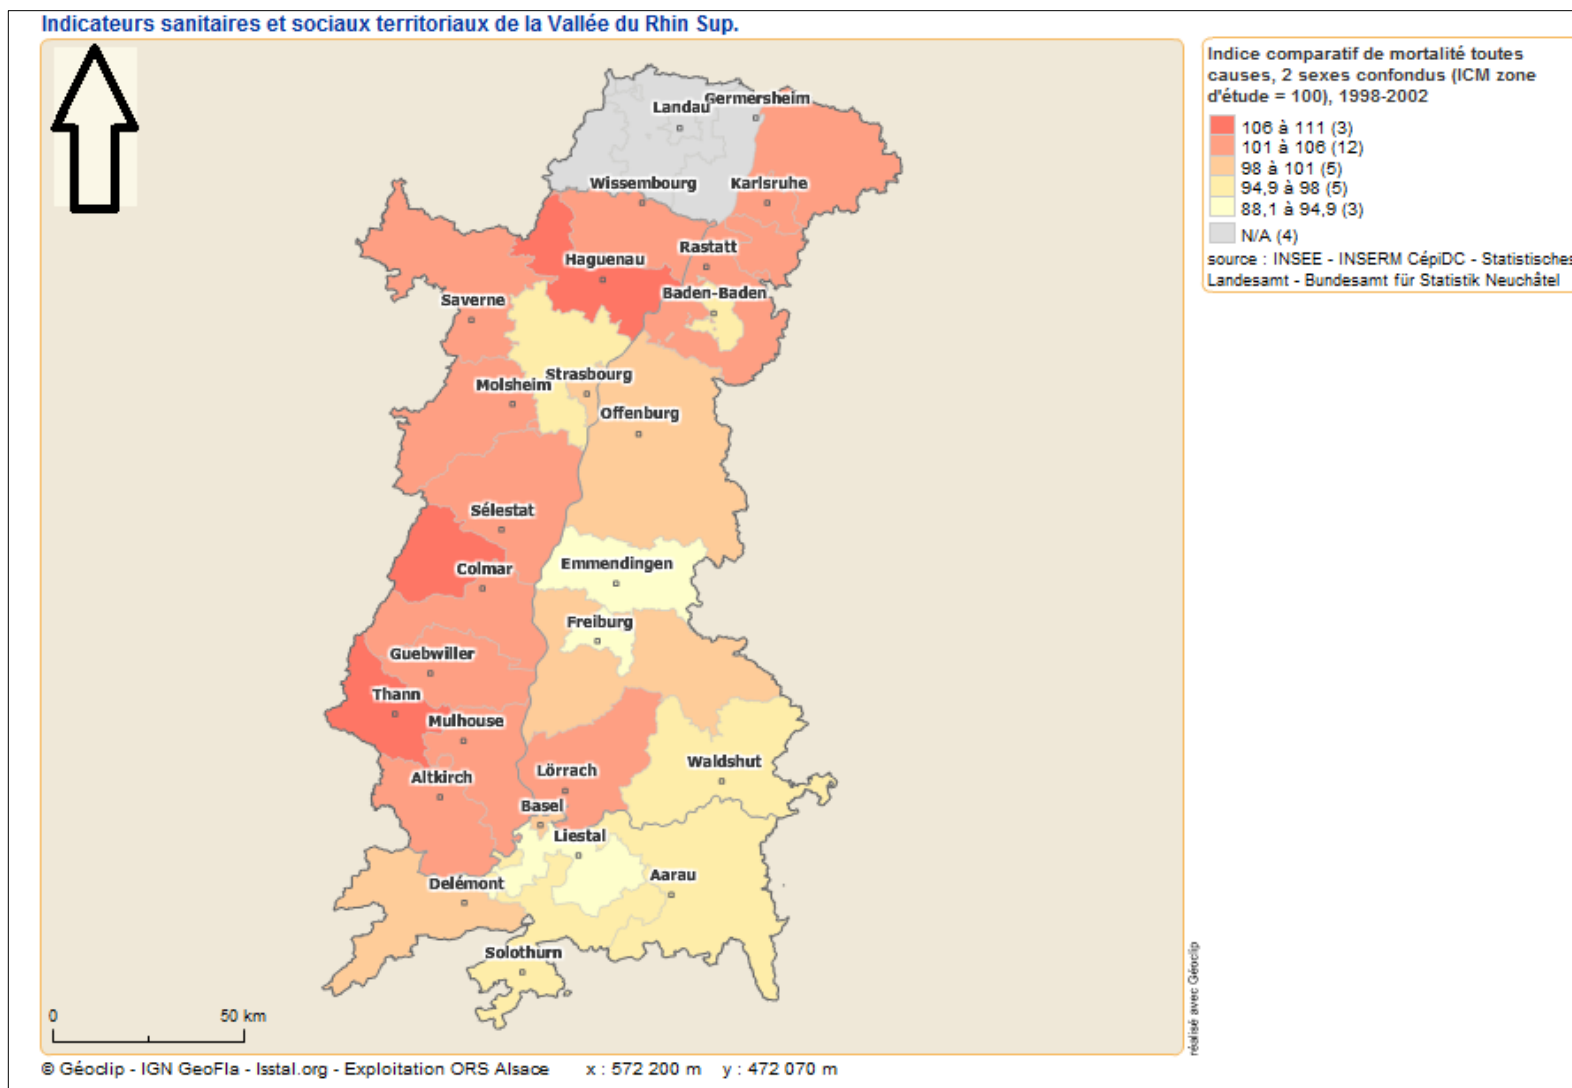 Indicateurs sanitaires et sociaux territoriaux de la Vallée du Rhin Sup.
Indice comparatif de mortalité toutes
causes, 2 sexes confondus (ICM zone
d'étude = 100), 1998-2002
106 à 111 (3)
101 à 106 (12)
98 à 101 (5)
94,9 à 98 (5)
88,1 à 94,9 (3)
N/A (4)
source : INSEE - INSERM CépiDC - Statistisches
Landesamt - Bundesamt für Statistik Neuchâtel
Germersheim
Landau
Wissembourg
Karlsruhe
Rastatt
Haguenau
Baden-Baden
Saverne
Strasbourg
Molsheim
Offenburg
Sélestat
Emmendingen
Colmar
Freiburg
Guebwiller
Thann
Mulhouse
Waldshut
Lörrach
Altkirch
Basel
Liestal
Aarau
Delémont
Solothurn
0 50 km
réalisé avec Géoclip
© Géoclip - IGN GeoFla - Isstal.org - Exploitation ORS Alsace x : 572 200 m y : 472 070 m